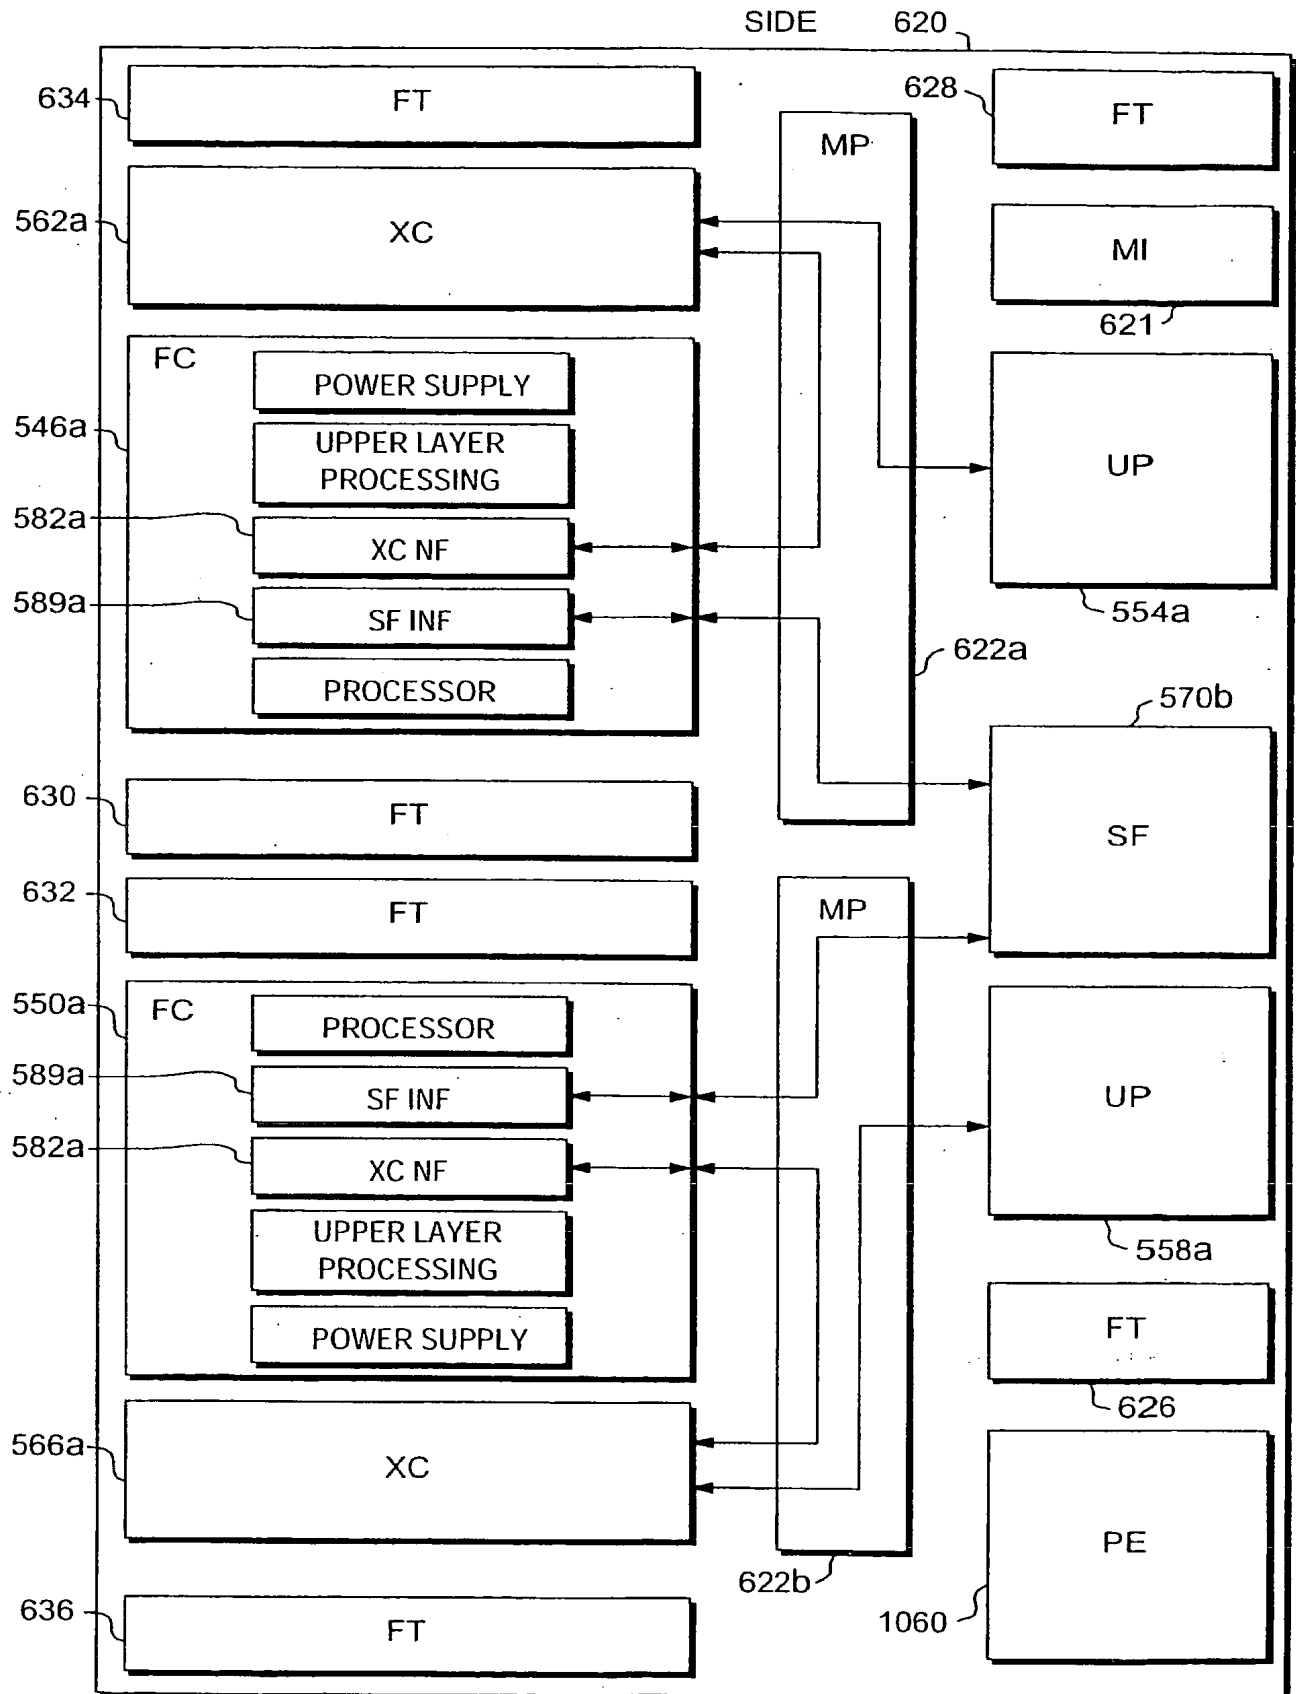 SIDE 620
634
FT
628
FT
MP
562a
XC
MI
621
FC
POWER SUPPLY
546a
UPPER LAYER
PROCESSING
UP
582a
XC NF
589a
SF INF
554a
622a
PROCESSOR
570b
630
FT
SF
632
FT
MP
550a
FC
PROCESSOR
589a
SF INF
UP
582a
XC NF
UPPER LAYER
PROCESSING
558a
POWER SUPPLY
FT
626
566a
XC
PE
622b
636
FT
1060